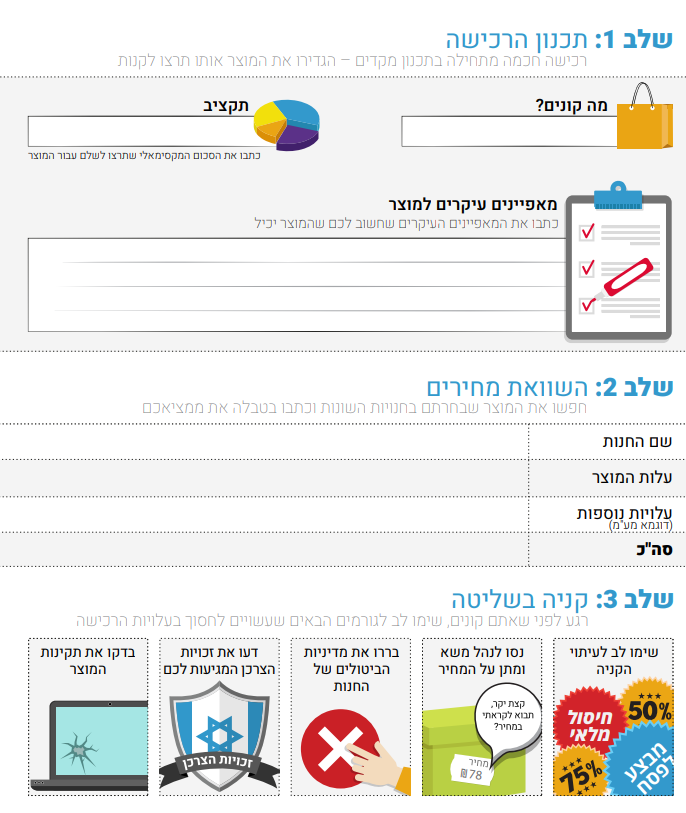 שלב 1: תכנון הרכישה
רכישה חכמה מתחילה בתכנון מקדים – הגדירו את המוצר אותו תרצו לקנות
מה קונים?
תקציב
כתבו את הסכום המקסימאלי שתרצו לשלם עבור המוצר
מאפיינים עיקרים למוצר
כתבו את המאפיינים העיקרים שחשוב לכם שהמוצר יכיל
שלב 2: השוואת מחירים
חפשו את המוצר שבחרתם בחנויות השונות וכתבו בטבלה את ממציאכם
שם החנות
עלות המוצר
עלויות נוספות
(דוגמא מע"מ)
סה"כ
שלב 3: קניה בשליטה
רגע לפני שאתם קונים, שימו לב לגורמים הבאים שעשויים לחסוך בעלויות הרכישה
שימו לב לעיתוי
הקניה
50%
חיסול
מלאי
מבצע
לפסח
75%
נסו לנהל משא
ומתן על המחיר
קצת יקר,
תבוא לקראתי
במחיר?
מחיר
₪78
בררו את מדיניות
הביטולים של
החנות
דעו את זכויות
הצרכן המגיעות לכם
זכויות הצרכן
בדקו את תקינות
המוצר